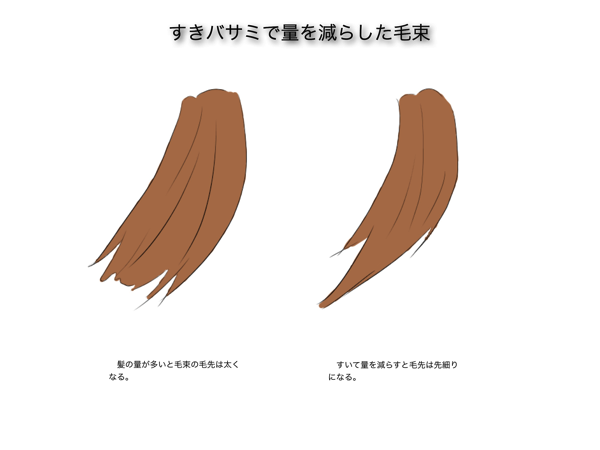 すきバサミで量を減らした毛束
髪の量が多いと毛束の毛先は太く
なる。
すいて量を減らすと毛先は先細り
になる。